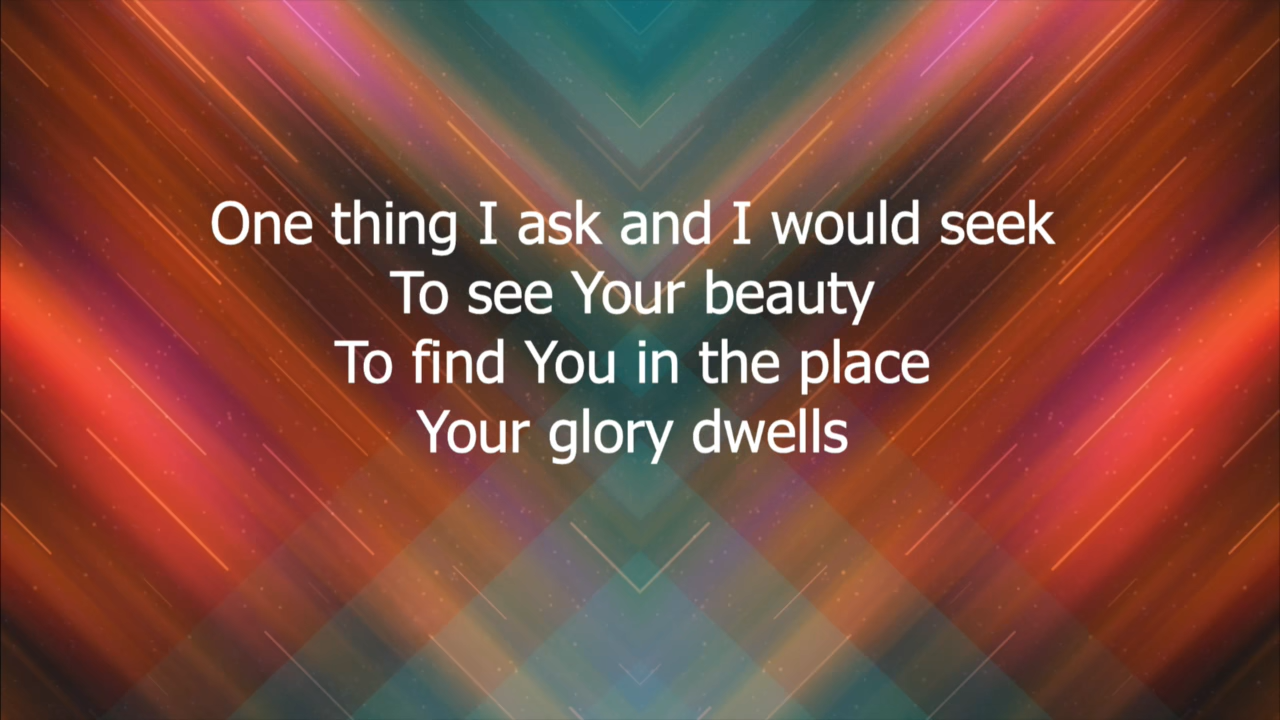 One thing I ask and I would seek
To see Your beauty
To find You in the place
Your glory dwells